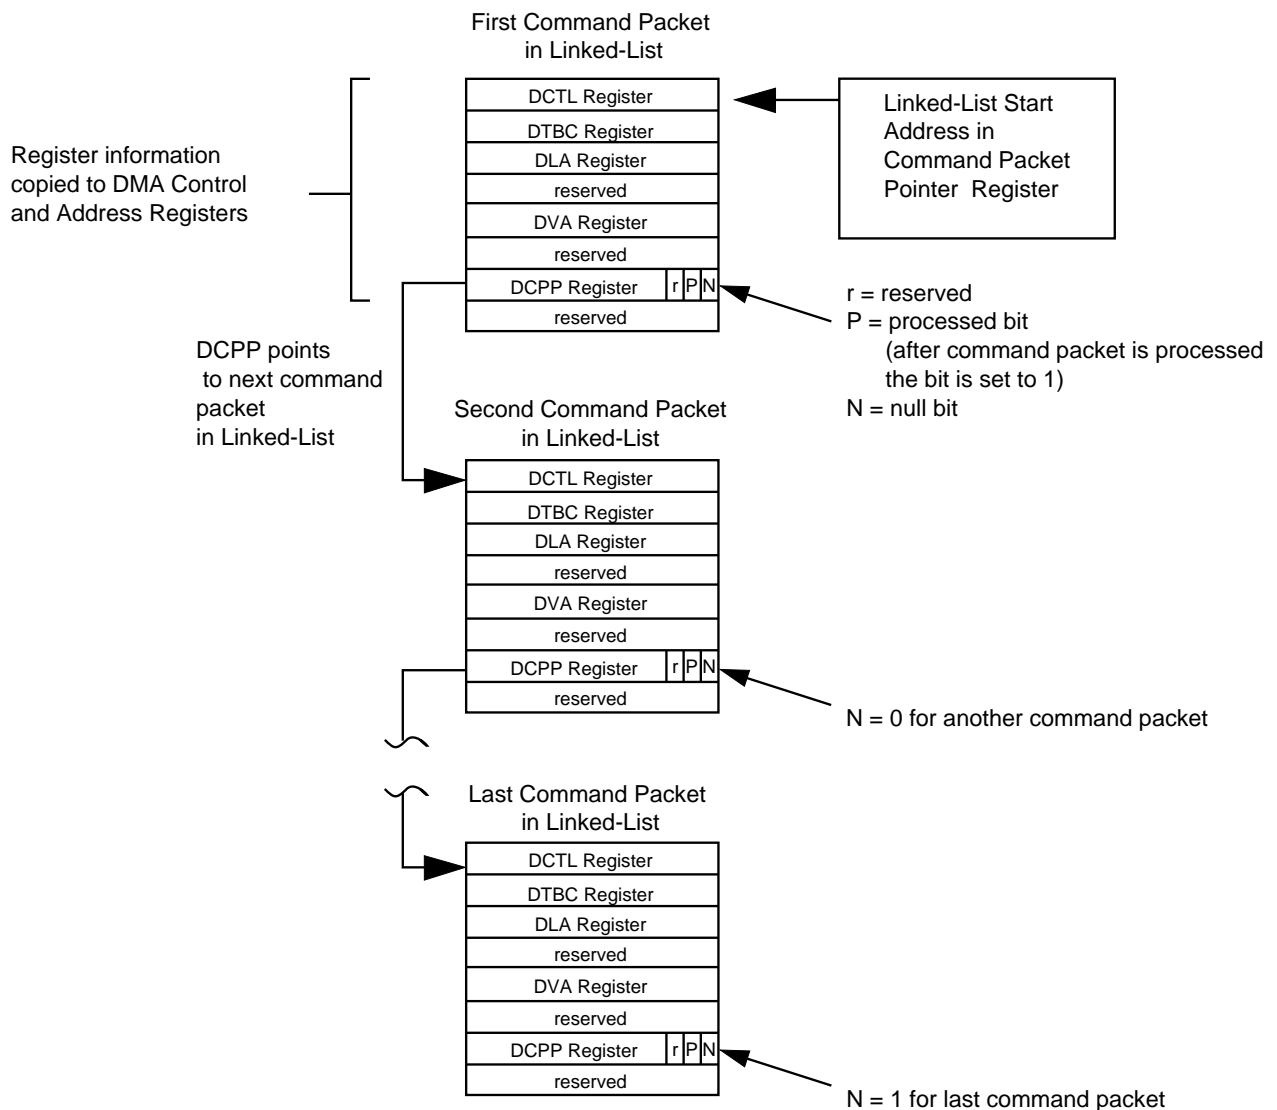 First Command Packet
in Linked-List
DCTL Register
DTBC Register
DLA Register
reserved
DVA Register
reserved
DCPP Register r P N
reserved
Linked-List Start
Address in
Command Packet
Pointer Register
Register information
copied to DMA Control
and Address Registers
r = reserved
P = processed bit
(after command packet is processed
the bit is set to 1)
N = null bit
DCPP points
to next command
packet
in Linked-List
Second Command Packet
in Linked-List
DCTL Register
DTBC Register
DLA Register
reserved
DVA Register
reserved
DCPP Register r P N
reserved
N = 0 for another command packet
Last Command Packet
in Linked-List
DCTL Register
DTBC Register
DLA Register
reserved
DVA Register
reserved
DCPP Register r P N
reserved
N = 1 for last command packet